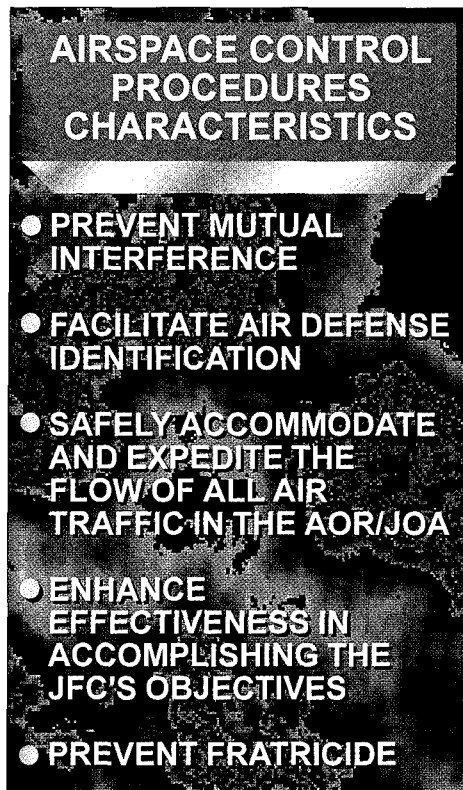 AIRSPACE CONTROL
PROCEDURES
CHARACTERISTICS
PREVENT MUTUAL
INTERFERENCE
FACILITATE AIR DEFENSE
IDENTIFICATION
SAFELY ACCOMMODATE
AND EXPEDITE THE
FLOW OF ALL AIR
TRAFFIC IN THE AOR/JOA
ENHANCE
EFFECTIVENESS IN
ACCOMPLISHING THE
JFC'S OBJECTIVES
PREVENT FRATRICIDE